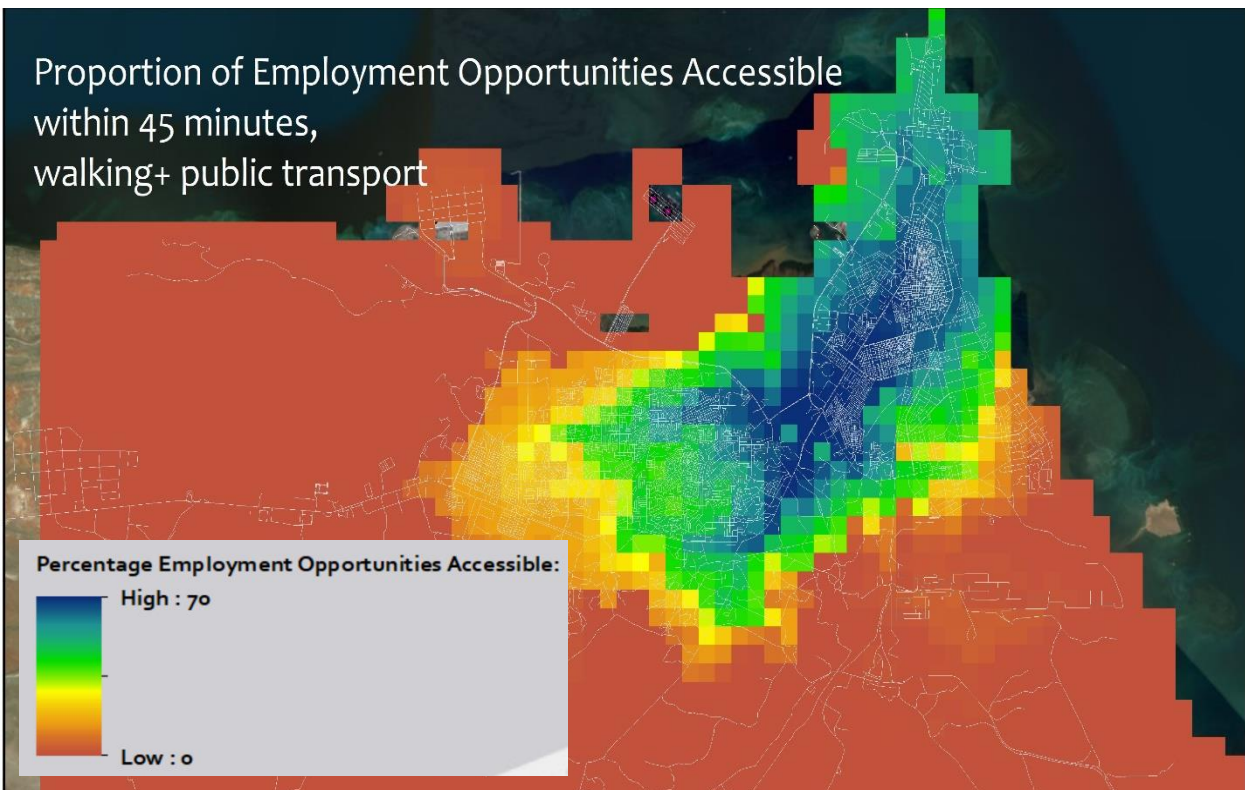 Proportion of Employment Opportunities Accessible
within 45 minutes,
walking+ public transport
Percentage Employment Opportunities Accessible:
High : 70
Low : 0